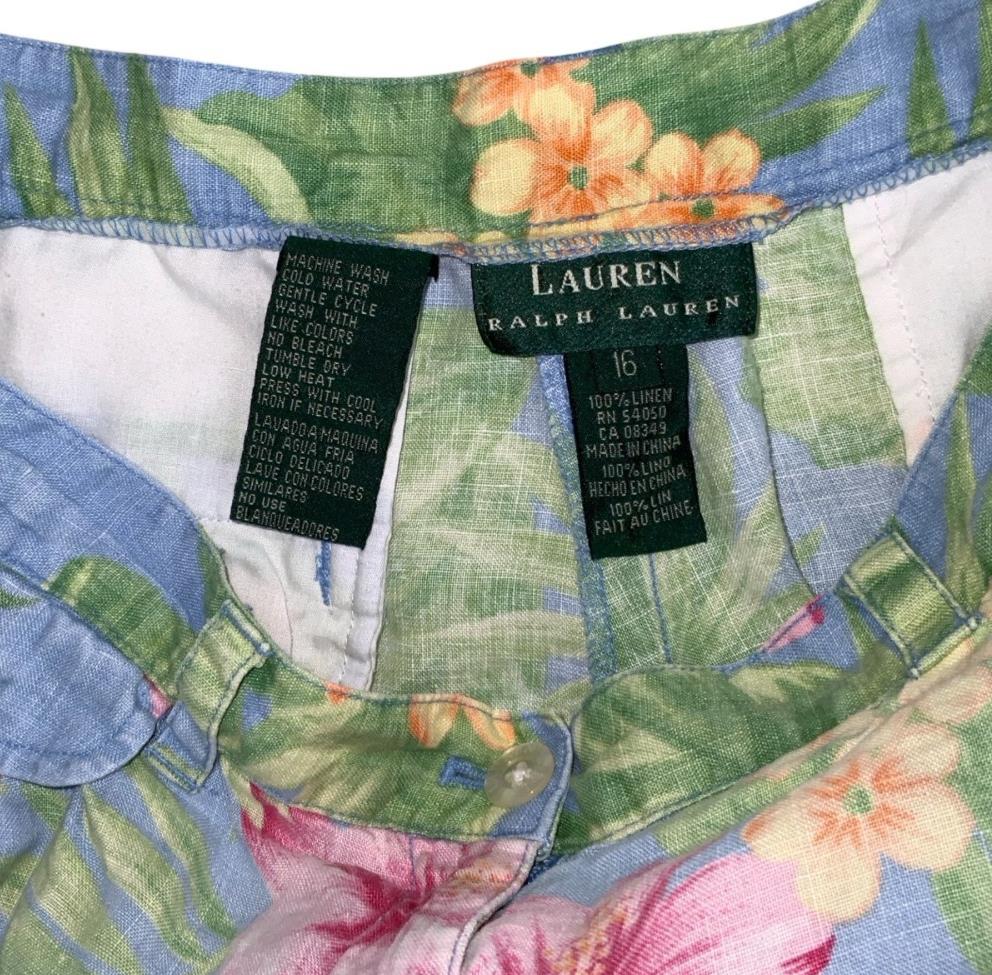 MACHINE WASH
COLD WATER
GENTLE CYCLE
WASH WITH
LIKE COLORS
NO BLEACH
TUMBLE DRY
LOW HEAT
PRESS WITH COOL
IRON IF NECESSARY
LAVADO A MAQUINA
CON AGUA FRIA
CICLO DELICADO
LAVE CON COLORES
SIMILARES
NO USE
BLANQUEADORES
LAUREN
RALPH LAUREN
16
100% LINEN
RN 54050
CA 08349
MADE IN CHINA
100% LINO
HECHO EN CHINA
100% LIN
FAIT AU CHINE